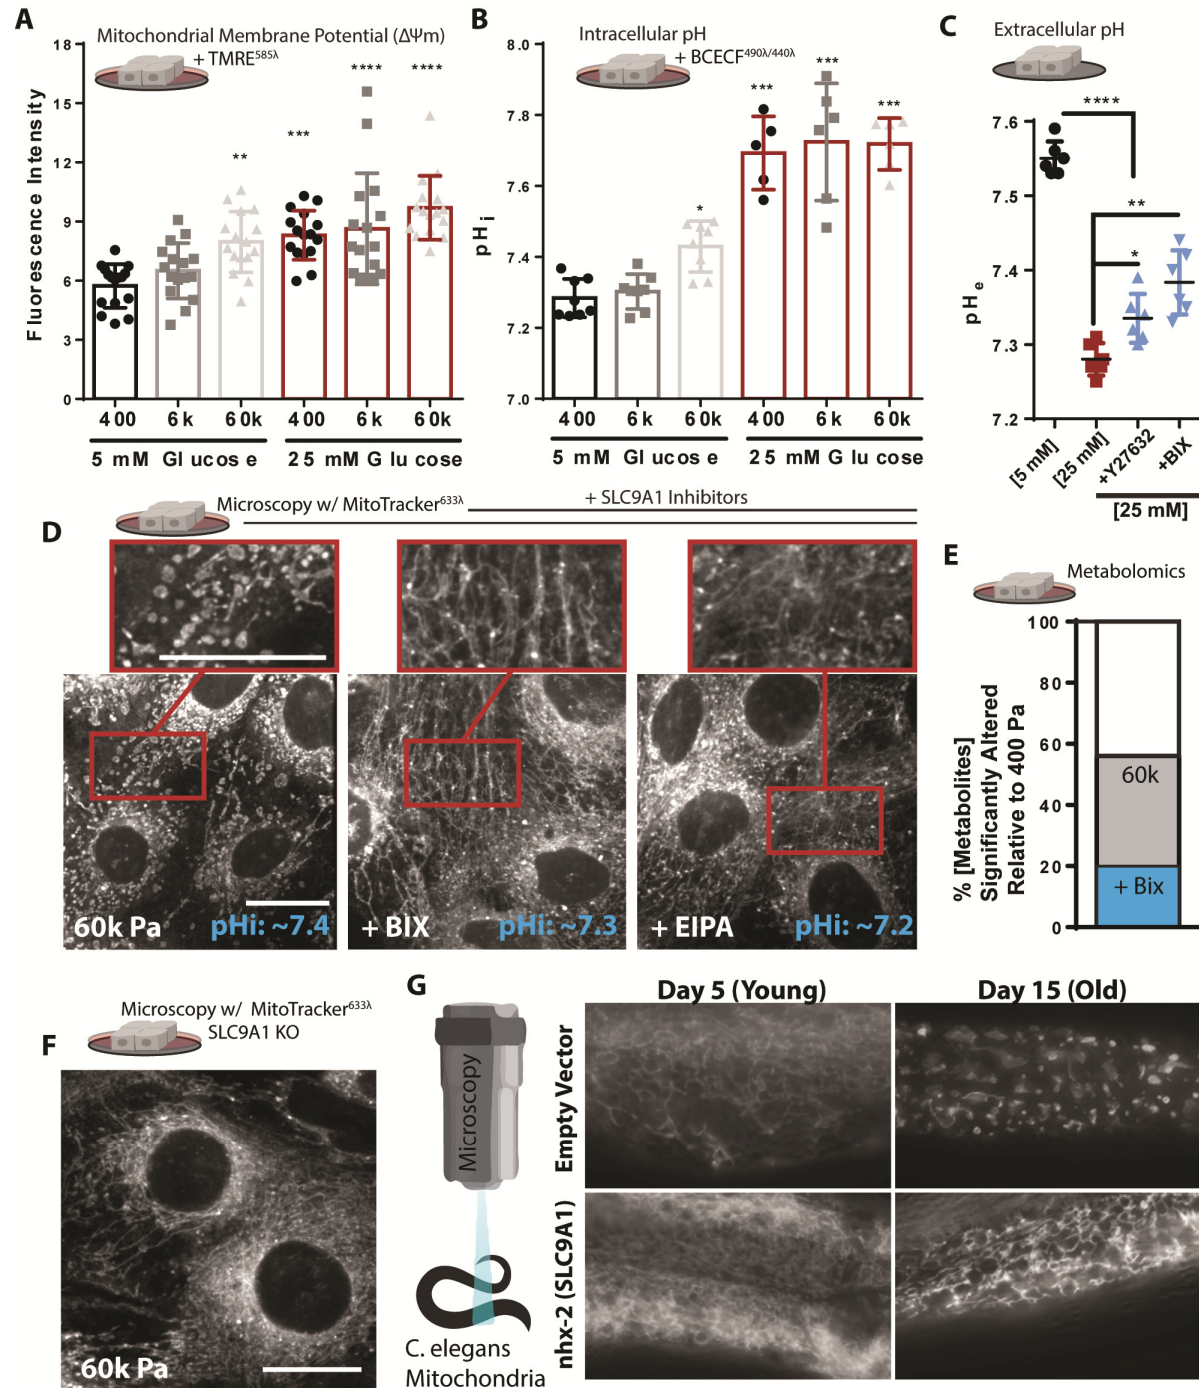 A
Mitochondrial Membrane Potential (ΔΨm)
+ TMRE585λ
Fluorescence Intensity
18
15
12
9
6
3
0
**
***
****
****
400
6k
60k
400
6k
60k
5 mM Glucose
25 mM Glucose
B
Intracellular pH
+ BCECF490λ/440λ
pHi
8.0
7.8
7.6
7.4
7.2
7.0
*
***
***
***
400
6k
60k
400
6k
60k
5 mM Glucose
25 mM Glucose
C
Extracellular pH
pHe
7.6
7.5
7.4
7.3
7.2
****
**
*
[5 mM]
[25 mM]
+Y27632
+BIX
[25 mM]
D
Microscopy w/ MitoTracker633λ
+ SLC9A1 Inhibitors
60k Pa
pHi: ~7.4
+ BIX
pHi: ~7.3
+ EIPA
pHi: ~7.2
E
Metabolomics
% [Metabolites]
Significantly Altered
Relative to 400 Pa
100
80
60
40
20
0
60k
+ Bix
F
Microscopy w/ MitoTracker633λ
SLC9A1 KO
60k Pa
G
Microscopy
C. elegans
Mitochondria
Day 5 (Young)
Day 15 (Old)
Empty Vector
nhx-2 (SLC9A1)